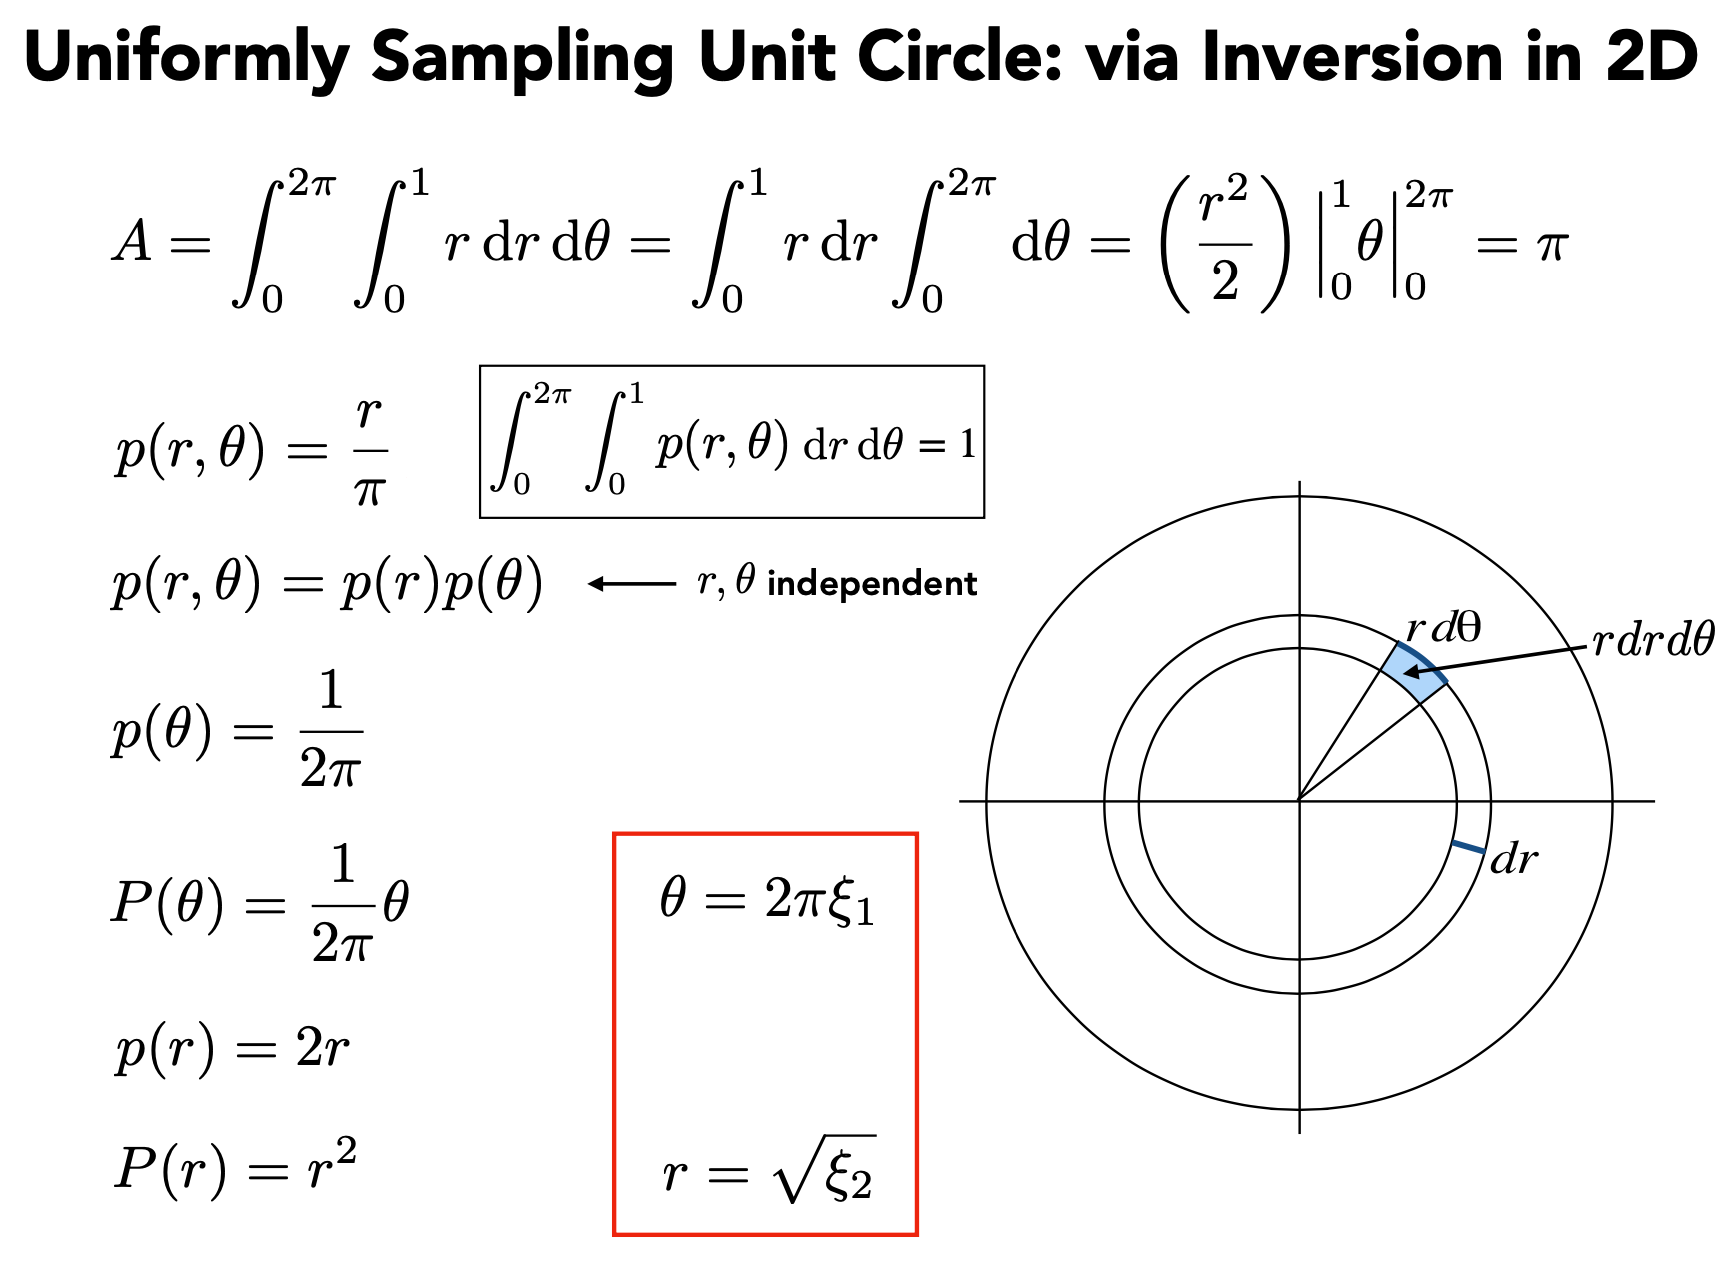 Uniformly Sampling Unit Circle: via Inversion in 2D
A = ∫₀^{2π} ∫₀^1 r dr dθ = ∫₀^1 r dr ∫₀^{2π} dθ = (r²/2) |₀^1 θ|₀^{2π} = π
p(r, θ) = r/π
∫₀^{2π} ∫₀^1 p(r, θ) dr dθ = 1
p(r, θ) = p(r)p(θ) ← r, θ independent
p(θ) = 1/2π
P(θ) = 1/2π θ
θ = 2πξ₁
p(r) = 2r
P(r) = r²
r = √ξ₂
r dθ
rdrdθ
dr